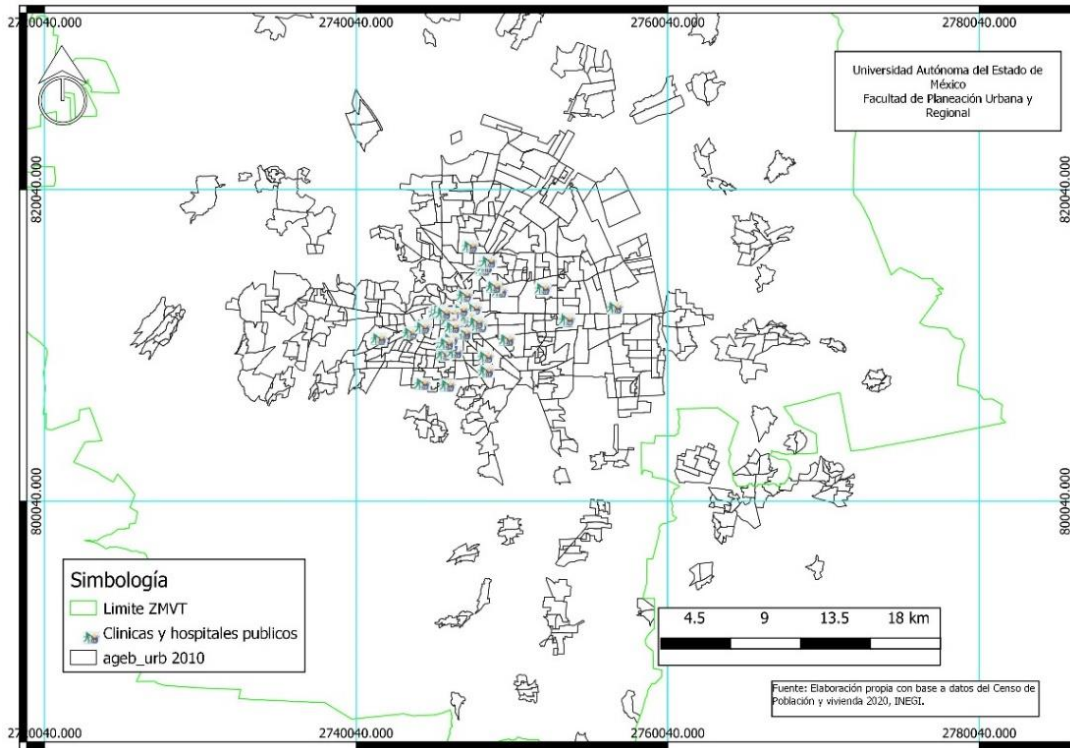 2720040.000 2740040.000 2760040.000 2780040.000
Universidad Autónoma del Estado de
México
Facultad de Planeación Urbana y
Regional
820040.000 820040.000
800040.000 800040.000
Simbología
Limite ZMVT
Clinicas y hospitales publicos
ageb_urb 2010
4.5 9 13.5 18 km
Fuente: Elaboración propia con base a datos del Censo de
Población y vivienda 2020, INEGI.
2720040.000 2740040.000 2760040.000 2780040.000